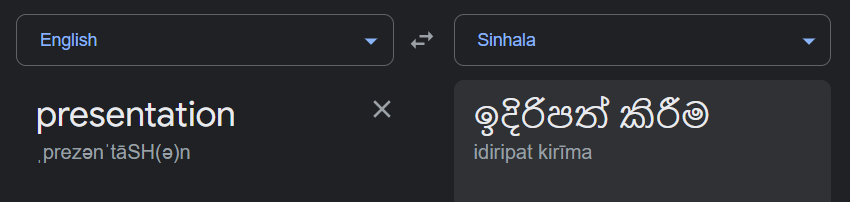 English
Sinhala
presentation
ඉදිරිපත් කිරීම
ˌprezənˈtāSH(ə)n
idiripat kirīma